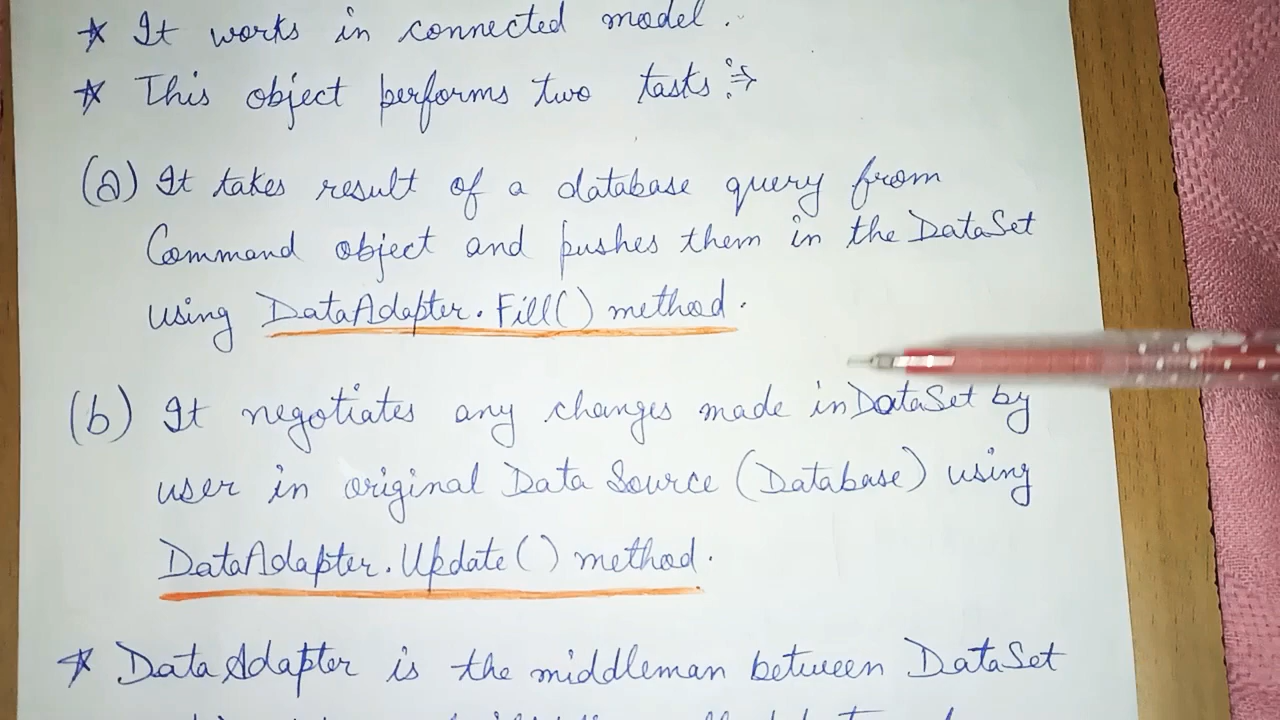 ★ It works in connected model.
★ This object performs two tasks :⇒
(a) It takes result of a database query from
Command object and pushes them in the DataSet
using DataAdapter.Fill() method.
(b) It negotiates any changes made in DataSet by
user in original Data Source (Database) using
DataAdapter.Update() method.
★ DataAdapter is the middleman between DataSet